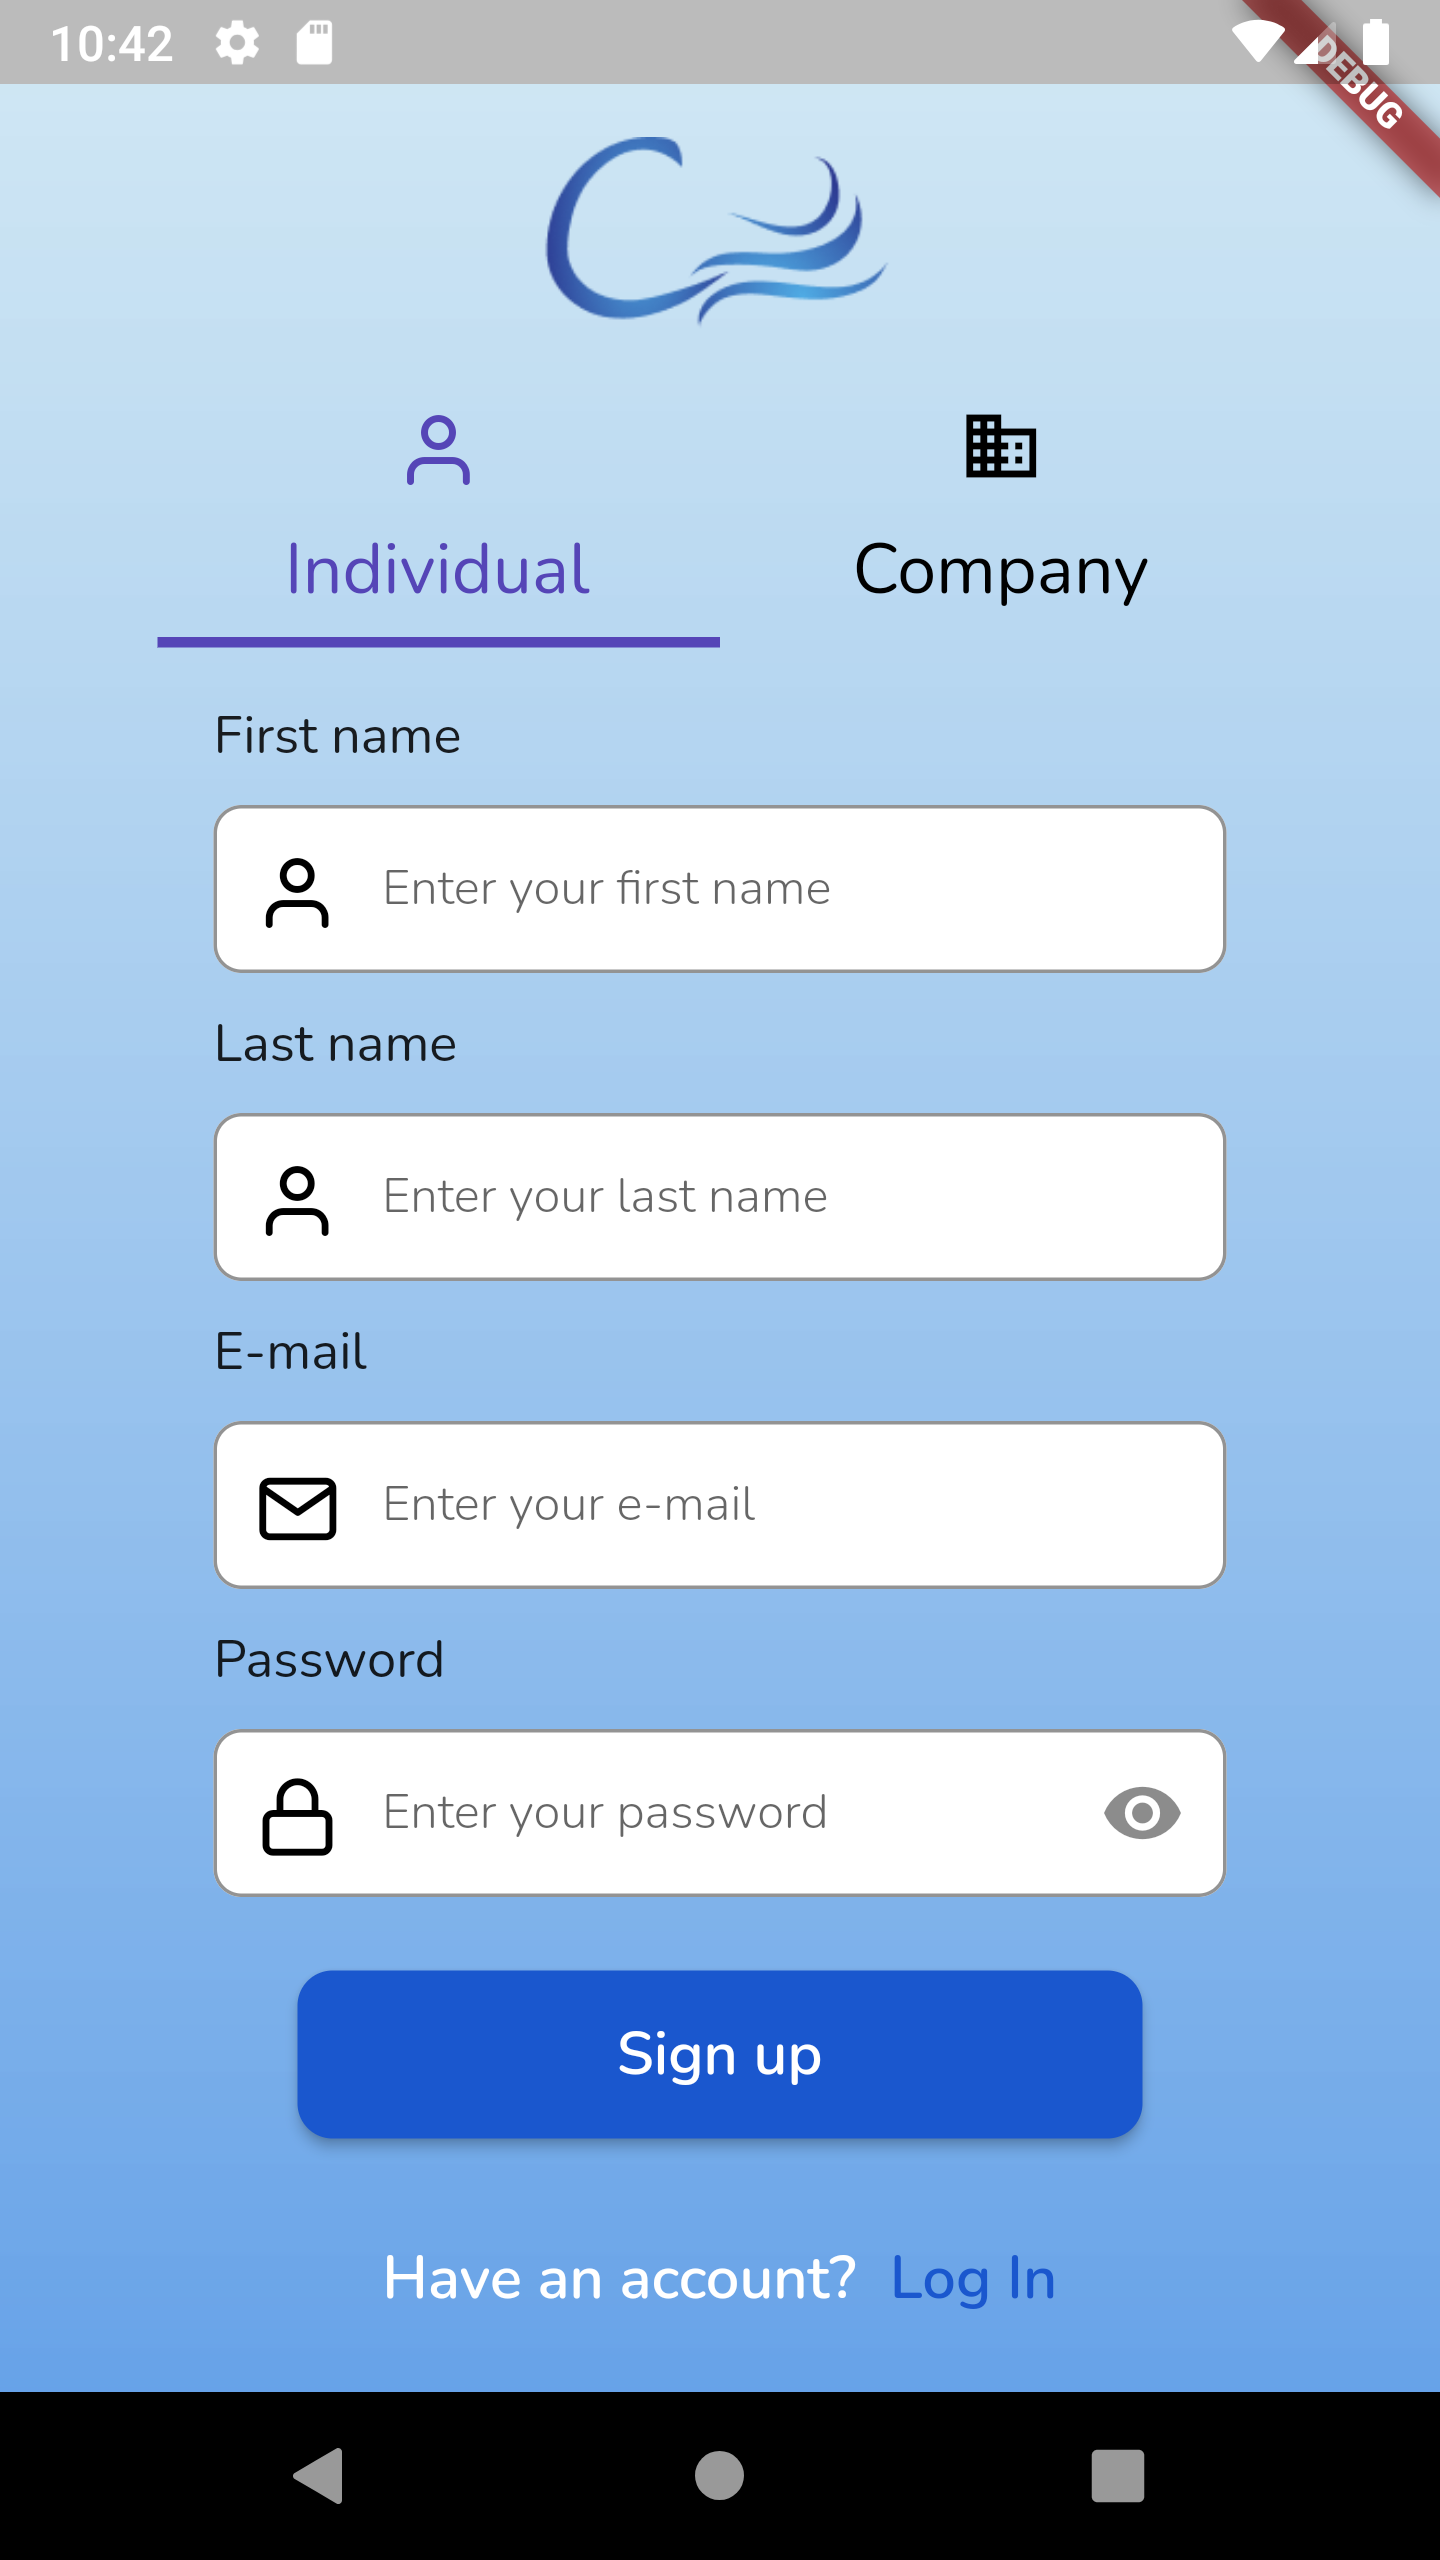 10:42
DEBUG
Individual
Company
First name
Enter your first name
Last name
Enter your last name
E-mail
Enter your e-mail
Password
Enter your password
Sign up
Have an account? Log In